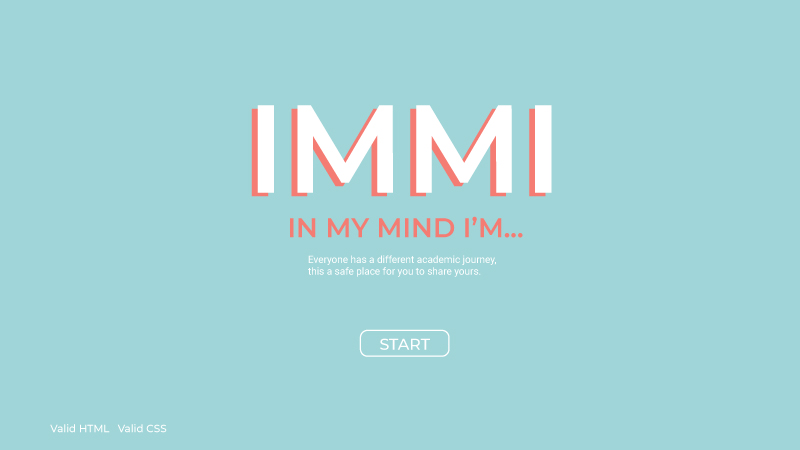 IMMI
IN MY MIND I'M...
Everyone has a different academic journey,
this a safe place for you to share yours.
START
Valid HTML Valid CSS